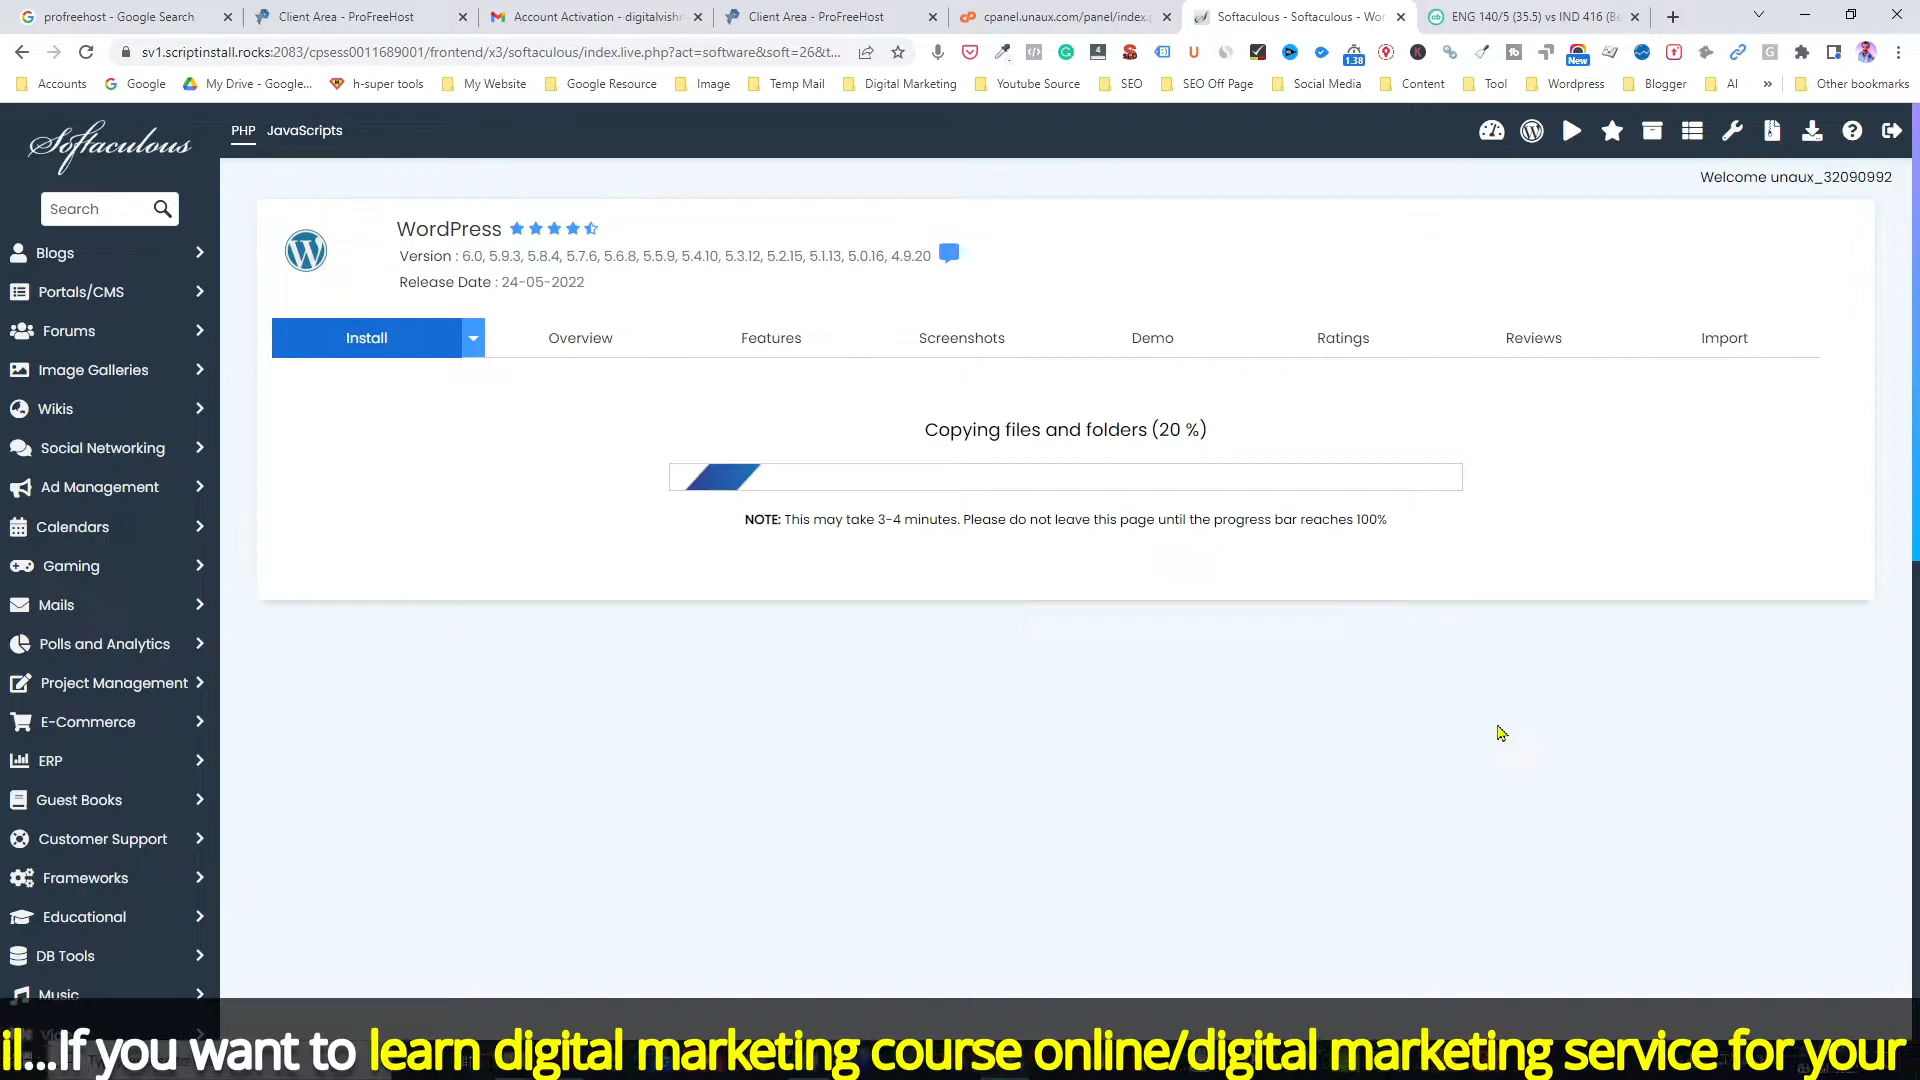 profreehost - Google Search
Client Area - ProFreeHost
Account Activation - digitalvishn
Client Area - ProFreeHost
cpanel.unaux.com/panel/index.
Softaculous - Softaculous - Wor
ENG 140/5 (35.5) vs IND 416 (Be
sv1.scriptinstall.rocks:2083/cpsess0011689001/frontend/x3/softaculous/index.live.php?act=software&soft=26&t...
1.38
New
Accounts
Google
My Drive - Google...
h-super tools
My Website
Google Resource
Image
Temp Mail
Digital Marketing
Youtube Source
SEO
SEO Off Page
Social Media
Content
Tool
Wordpress
Blogger
AI
»
Other bookmarks
Softaculous
PHP JavaScripts
Welcome unaux_32090992
Search
Blogs
Portals/CMS
Forums
Image Galleries
Wikis
Social Networking
Ad Management
Calendars
Gaming
Mails
Polls and Analytics
Project Management
E-Commerce
ERP
Guest Books
Customer Support
Frameworks
Educational
DB Tools
Music
WordPress
Version : 6.0, 5.9.3, 5.8.4, 5.7.6, 5.6.8, 5.5.9, 5.4.10, 5.3.12, 5.2.15, 5.1.13, 5.0.16, 4.9.20
Release Date : 24-05-2022
Install
Overview
Features
Screenshots
Demo
Ratings
Reviews
Import
Copying files and folders (20 %)
NOTE: This may take 3-4 minutes. Please do not leave this page until the progress bar reaches 100%
il...If you want to learn digital marketing course online/digital marketing service for your